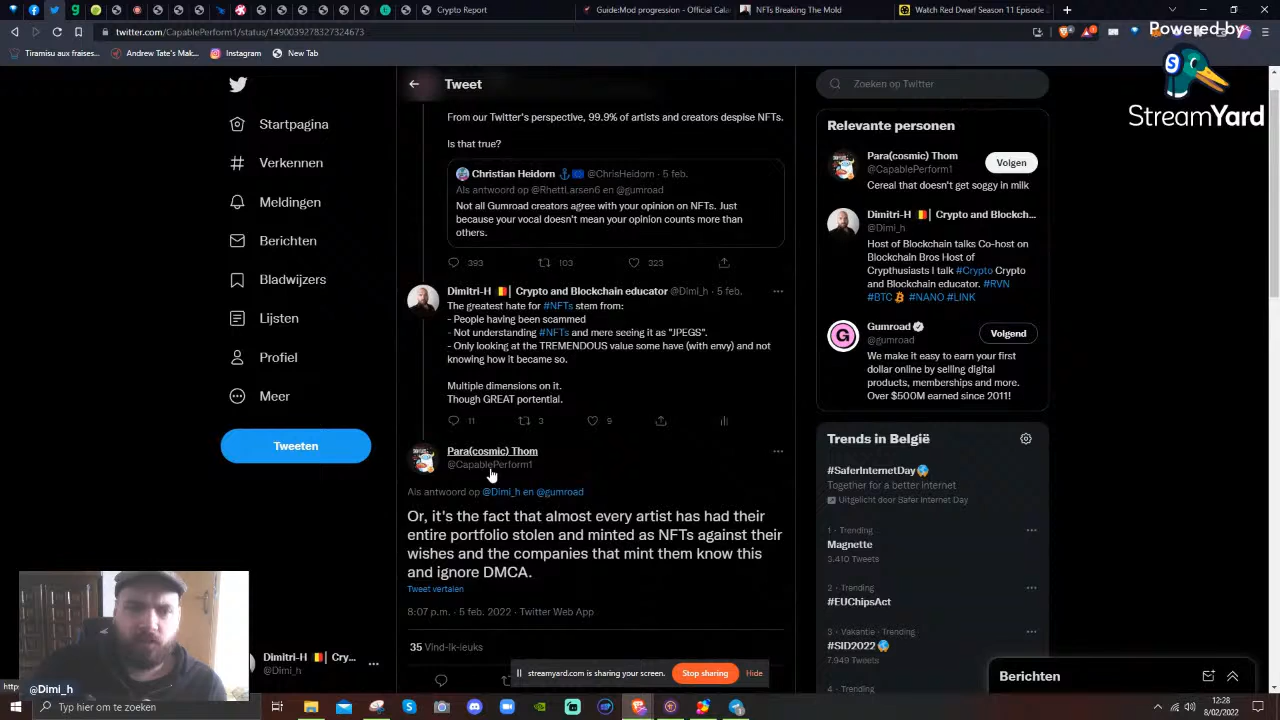 Crypto Report
Guide:Mod progression - Official Cala
NFTs Breaking The Mold
Watch Red Dwarf Season 11 Episode
twitter.com/CapablePerform1/status/1490039278327324673
Tiramisu aux fraises...
Andrew Tate's Mak...
Instagram
New Tab
Powered by
StreamYard
Startpagina
Verkennen
Meldingen
Berichten
Bladwijzers
Lijsten
Profiel
Meer
Tweeten
Dimitri-H | Cry...
@Dimi_h
Tweet
From our Twitter's perspective, 99.9% of artists and creators despise NFTs.
Is that true?
Christian Heidorn @ChrisHeidorn · 5 feb.
Als antwoord op @RhettLarsen6 en @gumroad
Not all Gumroad creators agree with your opinion on NFTs. Just
because your vocal doesn't mean your opinion counts more than
others.
393 103 323
Dimitri-H | Crypto and Blockchain educator @Dimi_h · 5 feb.
The greatest hate for #NFTs stem from:
- People having been scammed
- Not understanding #NFTs and mere seeing it as "JPEGS".
- Only looking at the TREMENDOUS value some have (with envy) and not
knowing how it became so.
Multiple dimensions on it.
Though GREAT portential.
11 3 9
Para(cosmic) Thom
@CapablePerform1
Als antwoord op @Dimi_h en @gumroad
Or, it's the fact that almost every artist has had their
entire portfolio stolen and minted as NFTs against their
wishes and the companies that mint them know this
and ignore DMCA.
Tweet vertalen
8:07 p.m. · 5 feb. 2022 · Twitter Web App
35 Vind-ik-leuks
Zoeken op Twitter
Relevante personen
Para(cosmic) Thom
@CapablePerform1
Volgen
Cereal that doesn't get soggy in milk
Dimitri-H | Crypto and Blockch...
@Dimi_h
Host of Blockchain talks Co-host on
Blockchain Bros Host of
Crypthusiasts I talk #Crypto Crypto
and Blockchain educator. #RVN
#BTC #NANO #LINK
Gumroad
@gumroad
Volgend
We make it easy to earn your first
dollar online by selling digital
products, memberships and more.
Over $500M earned since 2011!
Trends in België
#SaferInternetDay
Together for a better internet
Uitgelicht door Safer Internet Day
1 · Trending
Magnette
3.410 Tweets
2 · Trending
#EUChipsAct
3 · Vakantie · Trending
#SID2022
7.949 Tweets
4 · Trending
Berichten
streamyard.com is sharing your screen.
Stop sharing
Hide
@Dimi_h
Typ hier om te zoeken
12:28
8/02/2022